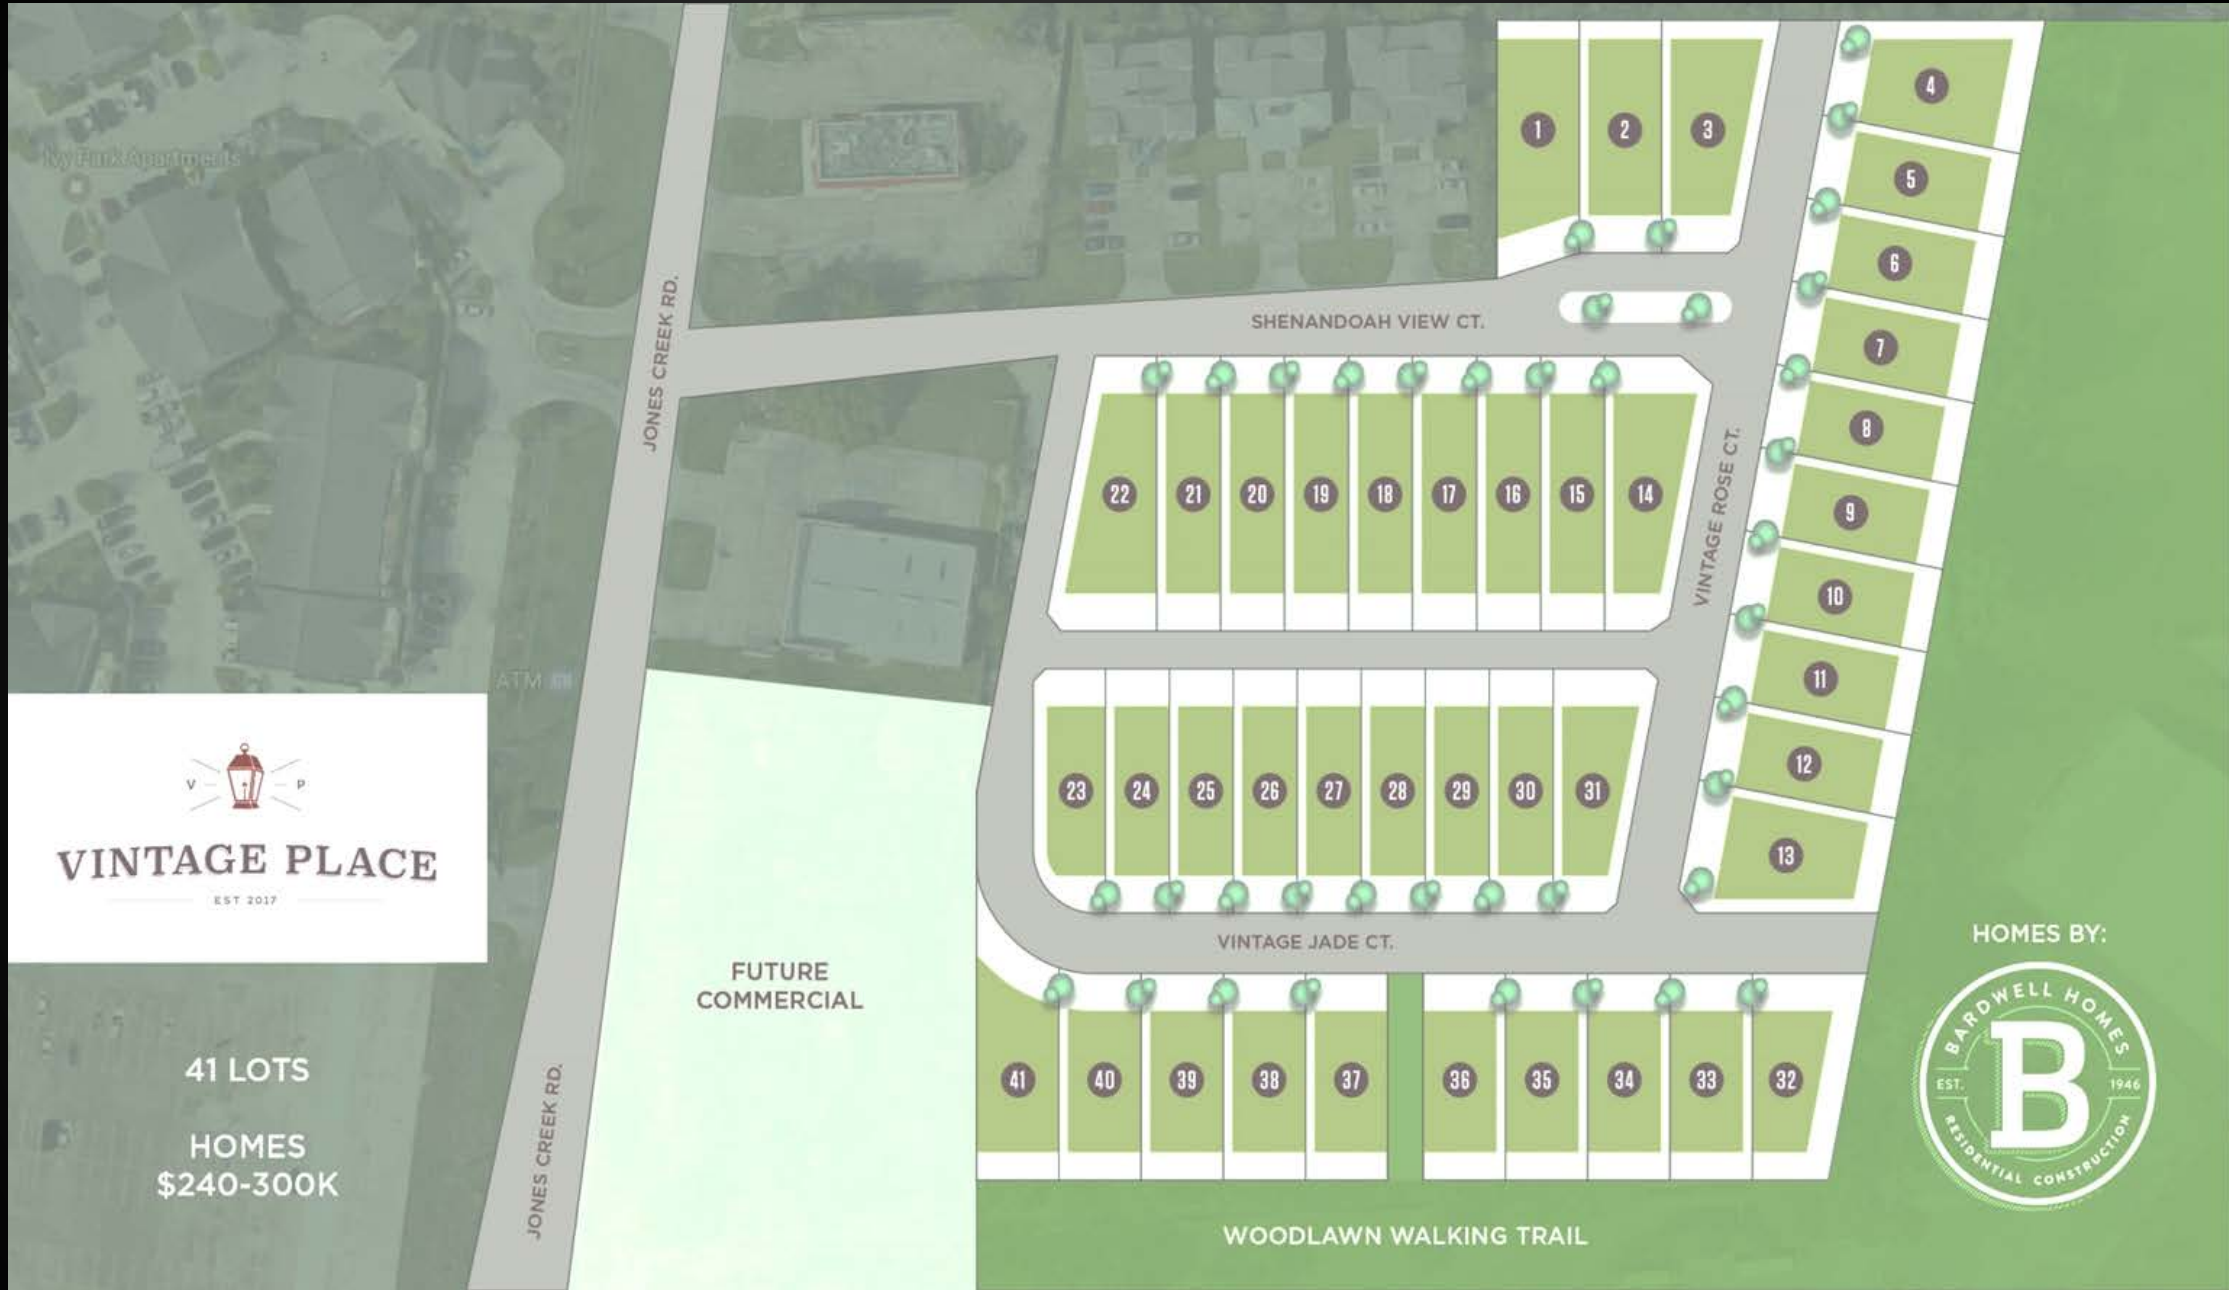 Ivy Park Apartments
ATM
V P
VINTAGE PLACE
EST 2017
41 LOTS
HOMES
$240-300K
JONES CREEK RD.
JONES CREEK RD.
FUTURE
COMMERCIAL
1
2
3
4
5
6
7
8
9
10
11
12
13
SHENANDOAH VIEW CT.
VINTAGE ROSE CT.
22 21 20 19 18 17 16 15 14
23 24 25 26 27 28 29 30 31
VINTAGE JADE CT.
41 40 39 38 37 36 35 34 33 32
WOODLAWN WALKING TRAIL
HOMES BY:
BARDWELL HOMES
EST. B 1946
RESIDENTIAL CONSTRUCTION